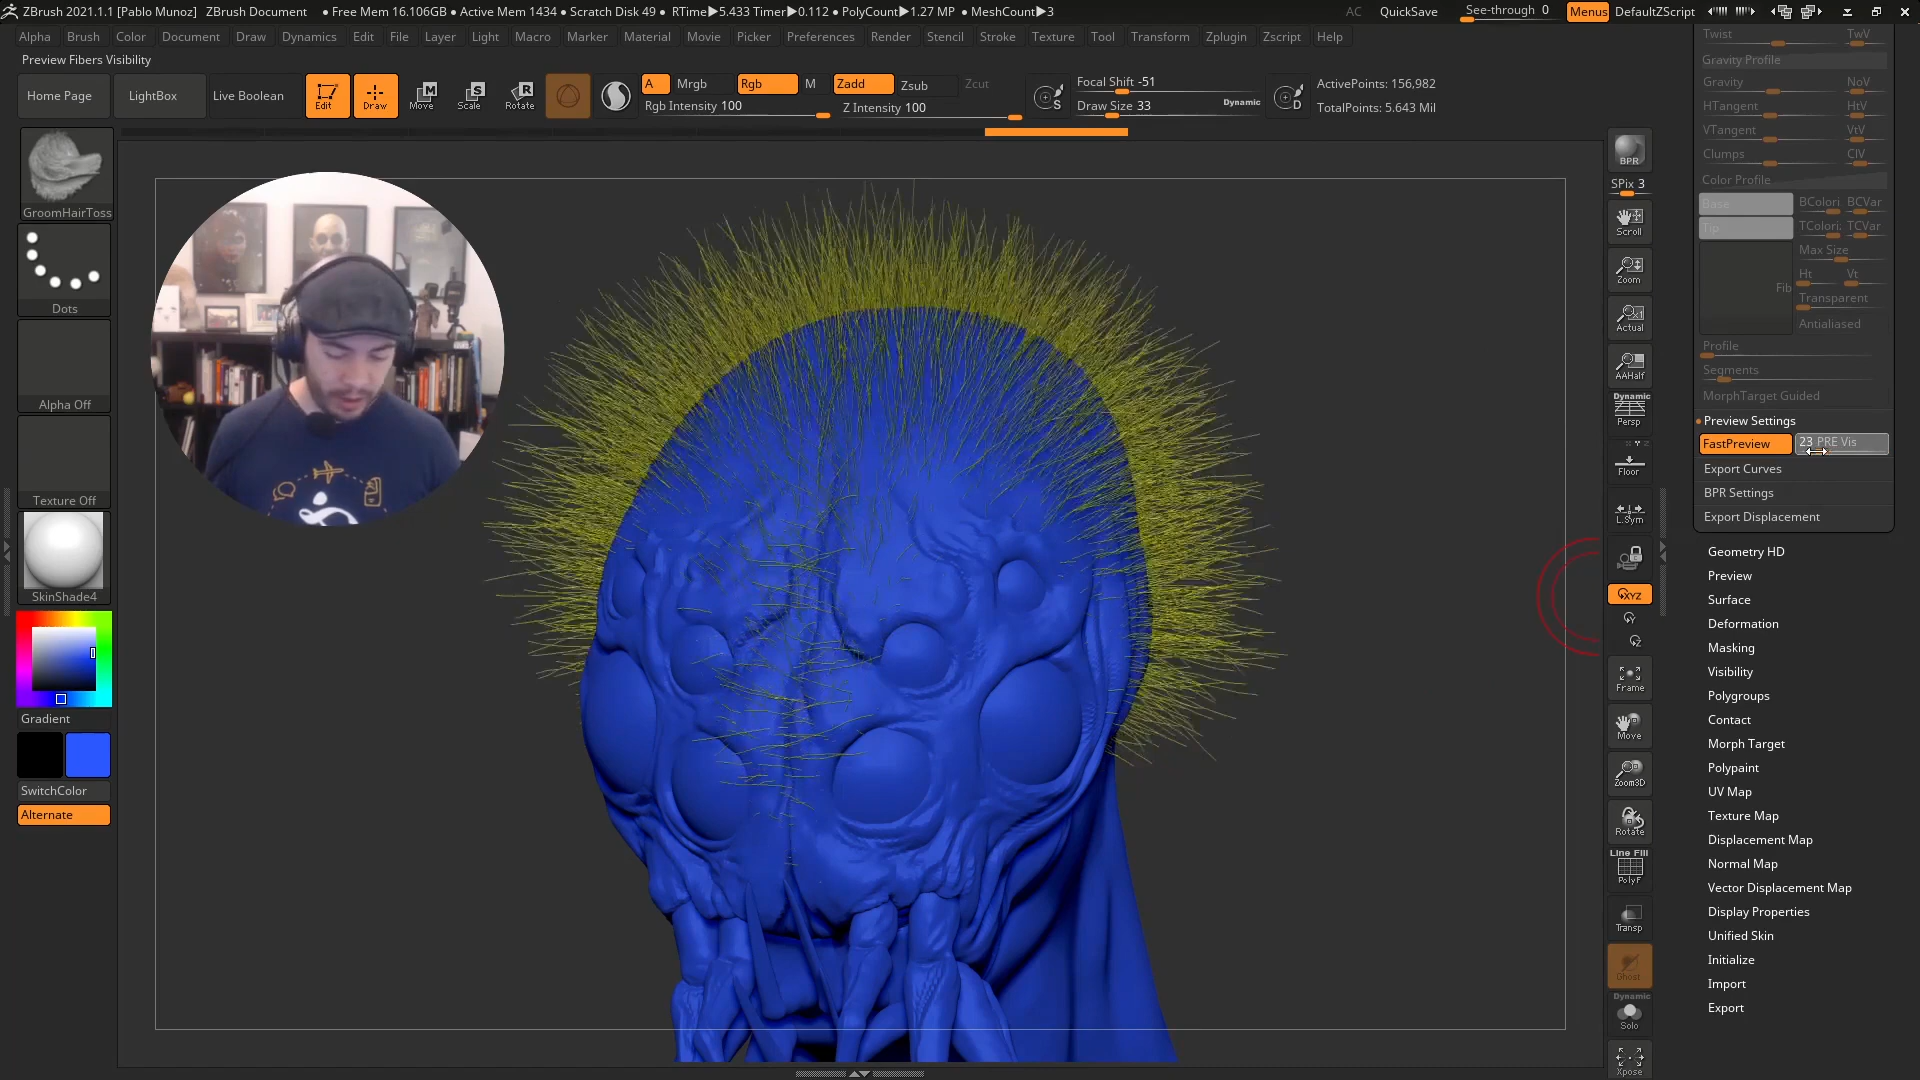 ZBrush 2021.1.1 [Pablo Munoz] ZBrush Document • Free Mem 16.106GB • Active Mem 1434 • Scratch Disk 49 • RTime▶5.433 Timer▶0.112 • PolyCount▶1.27 MP • MeshCount▶3
AC QuickSave See-through 0 Menus DefaultZScript
Alpha Brush Color Document Draw Dynamics Edit File Layer Light Macro Marker Material Movie Picker Preferences Render Stencil Stroke Texture Tool Transform Zplugin Zscript Help
Preview Fibers Visibility
Home Page LightBox Live Boolean Edit Draw Move Scale Rotate
A Mrgb Rgb M Zadd Zsub Zcut
Rgb Intensity 100 Z Intensity 100
S Focal Shift -51
Draw Size 33 Dynamic
D ActivePoints: 156,982
TotalPoints: 5.643 Mil
GroomHairToss
Dots
Alpha Off
Texture Off
SkinShade4
Gradient
SwitchColor
Alternate
BPR
SPix 3
Scroll
Zoom
Actual
AAHalf
Dynamic
Persp
Floor
L.Sym
XYZ
Y
Z
Frame
Move
Zoom3D
Rotate
Line Fill
PolyF
Transp
Ghost
Dynamic
Solo
Xpose
Twist TwV
Gravity Profile
Gravity NoV
HTangent HtV
VTangent VtV
Clumps ClV
Color Profile
Base BColori BCVar
Tip TColori: TCVar
Max Size
Ht Vt
Fib Transparent
Antialiased
Profile
Segments
MorphTarget Guided
Preview Settings
FastPreview 23 PRE Vis
Export Curves
BPR Settings
Export Displacement
Geometry HD
Preview
Surface
Deformation
Masking
Visibility
Polygroups
Contact
Morph Target
Polypaint
UV Map
Texture Map
Displacement Map
Normal Map
Vector Displacement Map
Display Properties
Unified Skin
Initialize
Import
Export